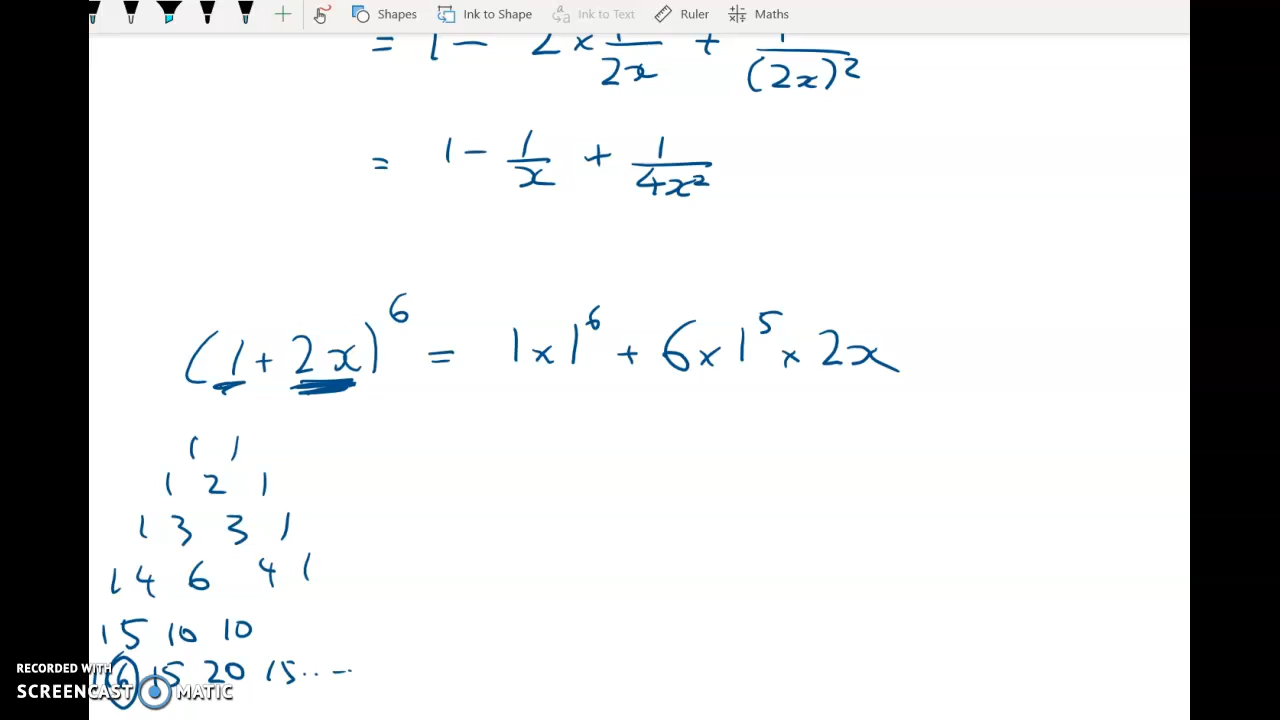 Shapes Ink to Shape Ink to Text Ruler Maths
= 1 - 2 × 1/2x + 1/(2x)²
= 1 - 1/x + 1/4x²
(1 + 2x)⁶ = 1×1⁶ + 6×1⁵ × 2x
1 1
1 2 1
1 3 3 1
1 4 6 4 1
1 5 10 10
1 6 15 20 15 .. --
RECORDED WITH
SCREENCAST MATIC